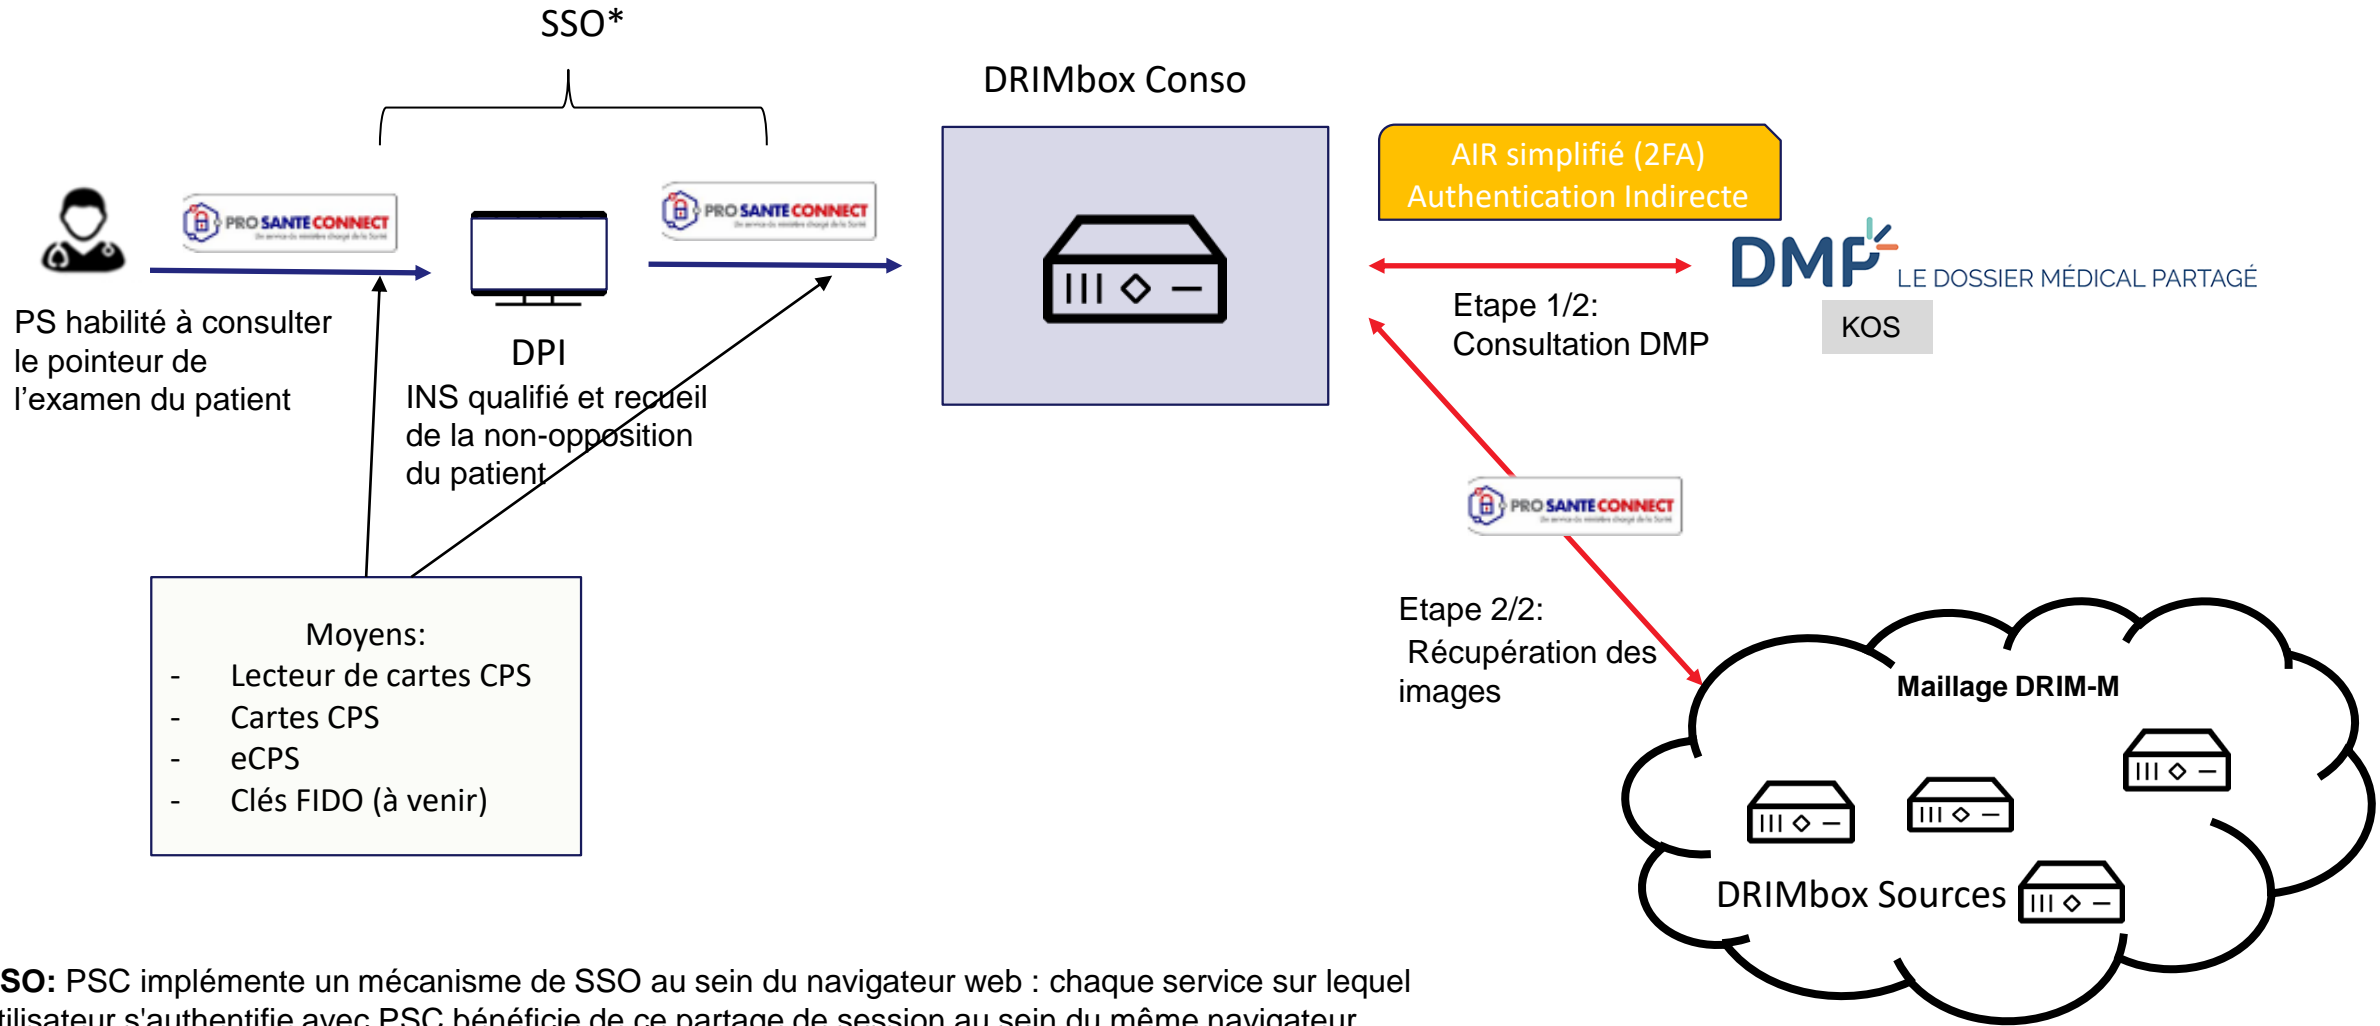 SSO*
DRIMbox Conso
PRO SANTE CONNECT
PRO SANTE CONNECT
AIR simplifié (2FA)
Authentication Indirecte
DMP
LE DOSSIER MÉDICAL PARTAGÉ
KOS
PS habilité à consulter
le pointeur de
l'examen du patient
DPI
INS qualifié et recueil
de la non-opposition
du patient
Etape 1/2:
Consultation DMP
PRO SANTE CONNECT
Etape 2/2:
Récupération des
images
Moyens:
- Lecteur de cartes CPS
- Cartes CPS
- eCPS
- Clés FIDO (à venir)
Maillage DRIM-M
DRIMbox Sources
SO: PSC implémente un mécanisme de SSO au sein du navigateur web : chaque service sur lequel
tilisateur s'authentifie avec PSC bénéficie de ce partage de session au sein du même navigateur